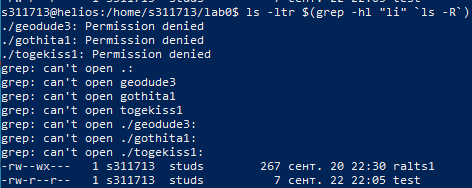 s311713@helios:/home/s311713/lab0$ ls -ltr $(grep -hl "li" `ls -R`)
./geodude3: Permission denied
./gothita1: Permission denied
./togekiss1: Permission denied
grep: can't open .:
grep: can't open geodude3
grep: can't open gothita1
grep: can't open togekiss1
grep: can't open ./geodude3:
grep: can't open ./gothita1:
grep: can't open ./togekiss1:
-rw--wx--- 1 s311713 studs 267 сент. 20 22:30 ralts1
-rw-r--r-- 1 s311713 studs 7 сент. 22 22:05 test